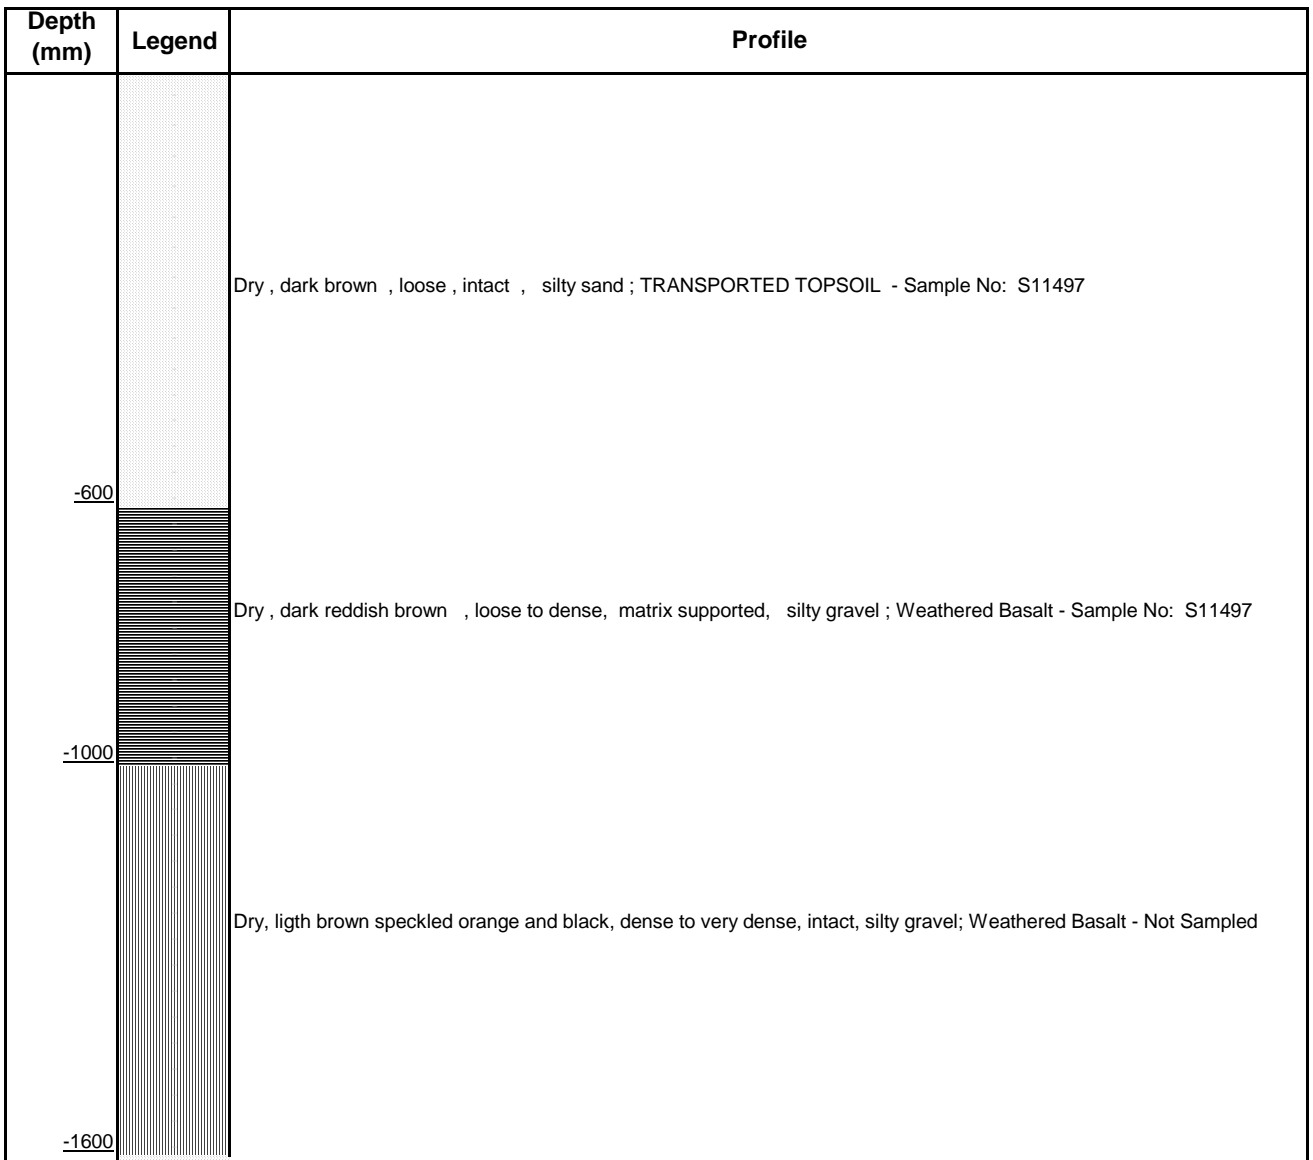 Depth
(mm)
Legend
Profile
Dry , dark brown , loose , intact , silty sand ; TRANSPORTED TOPSOIL - Sample No: S11497
-600
Dry , dark reddish brown , loose to dense, matrix supported, silty gravel ; Weathered Basalt - Sample No: S11497
-1000
Dry, ligth brown speckled orange and black, dense to very dense, intact, silty gravel; Weathered Basalt - Not Sampled
-1600